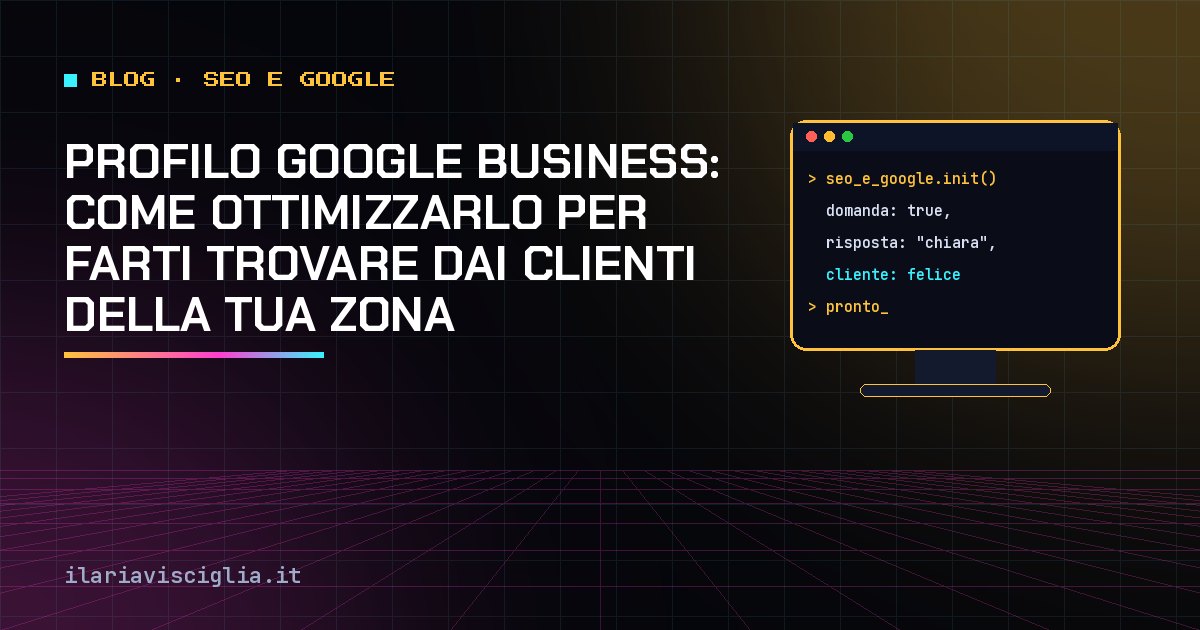 BLOG · SEO E GOOGLE
PROFILO GOOGLE BUSINESS:
COME OTTIMIZZARLO PER
FARTI TROVARE DAI CLIENTI
DELLA TUA ZONA
> seo_e_google.init()
domanda: true,
risposta: "chiara",
cliente: felice
> pronto_
ilariavisciglia.it